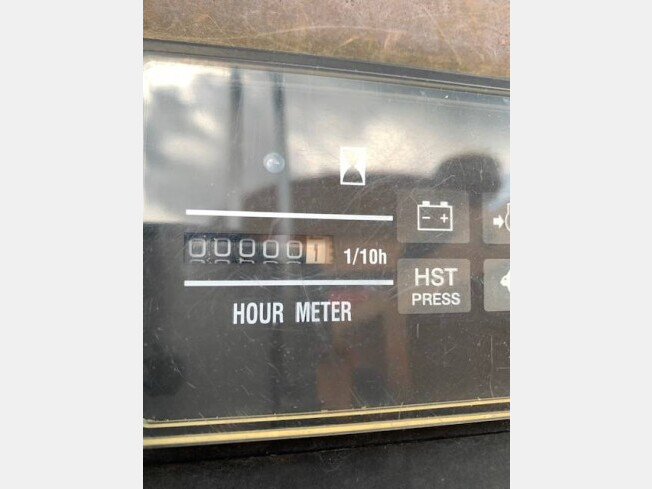 - +
000001 1/10h
HST
PRESS
HOUR METER